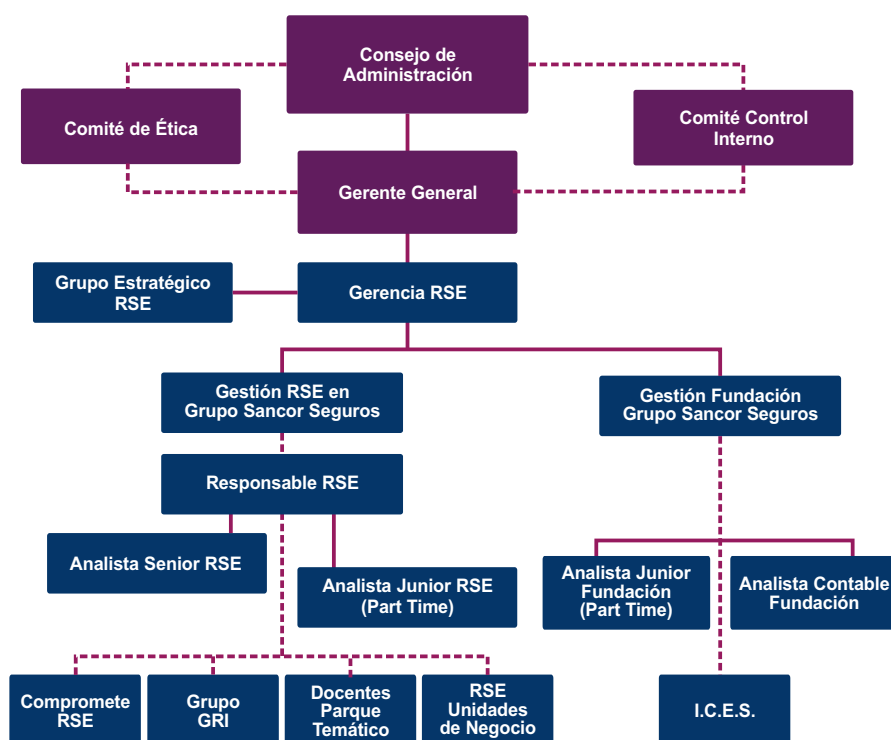 Consejo de
Administración
Comité de Ética
Comité Control
Interno
Gerente General
Grupo Estratégico
RSE
Gerencia RSE
Gestión RSE en
Grupo Sancor Seguros
Gestión Fundación
Grupo Sancor Seguros
Responsable RSE
Analista Senior RSE
Analista Junior RSE
(Part Time)
Analista Junior
Fundación
(Part Time)
Analista Contable
Fundación
Compromete
RSE
Grupo
GRI
Docentes
Parque
Temático
RSE
Unidades
de Negocio
I.C.E.S.